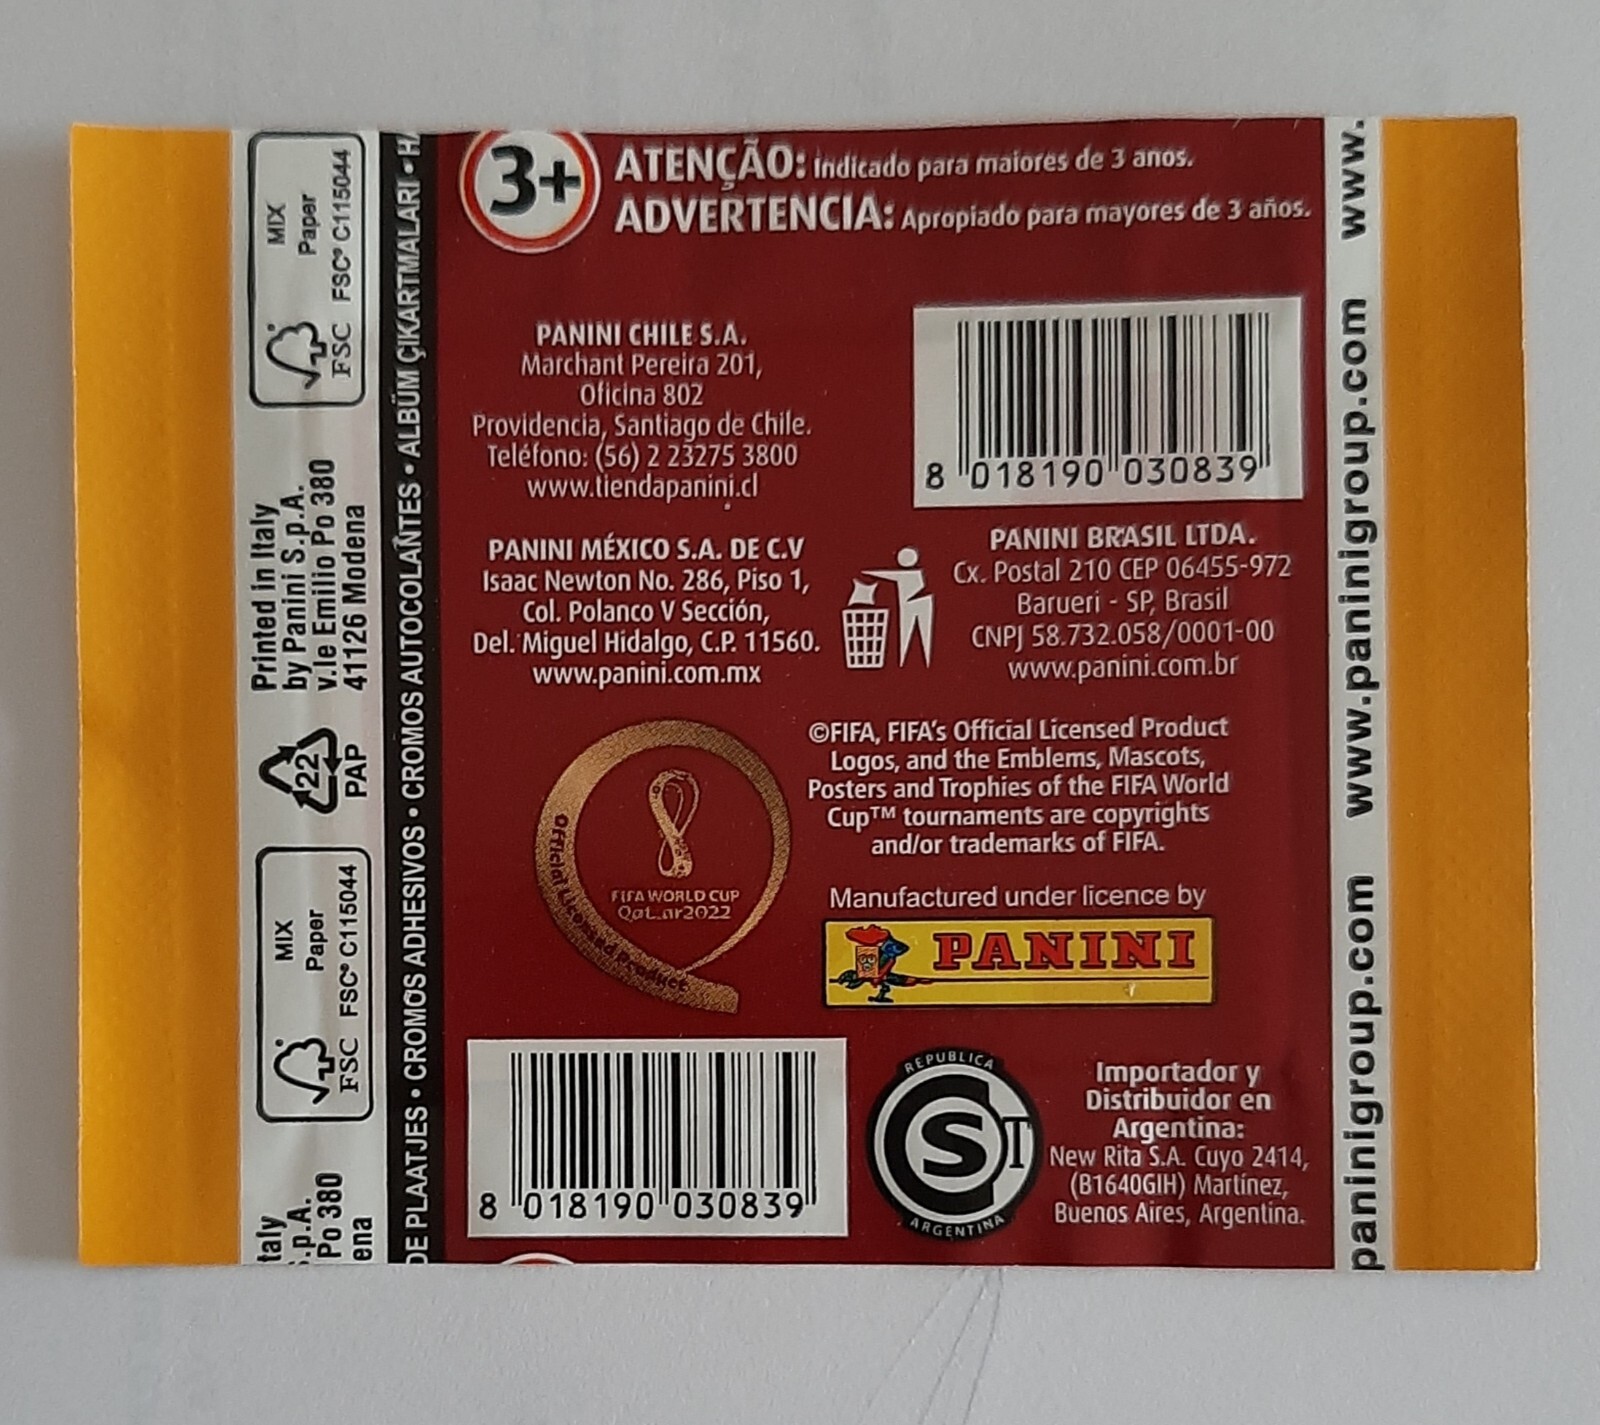 3+
ATENÇÃO: Indicado para maiores de 3 anos.
ADVERTENCIA: Apropiado para mayores de 3 años.
PANINI CHILE S.A.
Marchant Pereira 201,
Oficina 802
Providencia, Santiago de Chile.
Teléfono: (56) 2 23275 3800
www.tiendapanini.cl
8 018190 030839
PANINI MÉXICO S.A. DE C.V
Isaac Newton No. 286, Piso 1,
Col. Polanco V Sección,
Del. Miguel Hidalgo, C.P. 11560.
www.panini.com.mx
PANINI BRASIL LTDA.
Cx. Postal 210 CEP 06455-972
Barueri - SP, Brasil
CNPJ 58.732.058/0001-00
www.panini.com.br
Official Licensed Product
FIFA WORLD CUP
Qatar2022
©FIFA, FIFA's Official Licensed Product
Logos, and the Emblems, Mascots,
Posters and Trophies of the FIFA World
Cup™ tournaments are copyrights
and/or trademarks of FIFA.
Manufactured under licence by
PANINI
8 018190 030839
REPUBLICA
S T
ARGENTINA
Importador y
Distribuidor en
Argentina:
New Rita S.A. Cuyo 2414,
(B1640GIH) Martínez,
Buenos Aires, Argentina.
MIX
Paper
FSC FSC® C115044
Printed in Italy
by Panini S.p.A.
v.le Emilio Po 380
41126 Modena
22
PAP
MIX
Paper
FSC FSC® C115044
taly
.p.A.
Po 380
ena
DE PLAATJES • CROMOS ADHESIVOS • CROMOS AUTOCOLANTES • ALBÜM ÇIKARTMALARI • HA
paninigroup.com www.paninigroup.com www.